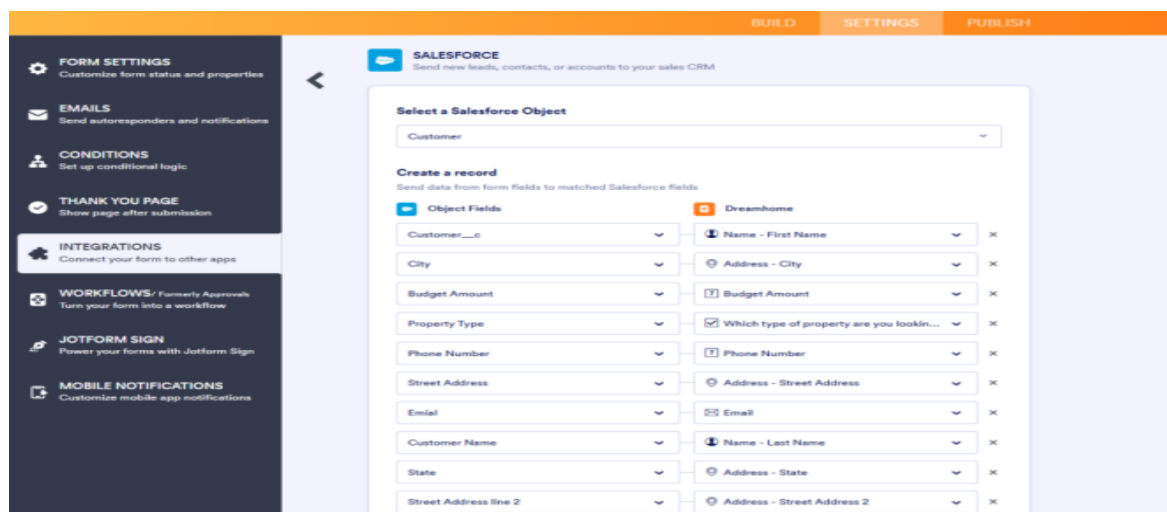 BUILD SETTINGS PUBLISH
FORM SETTINGS
Customize form status and properties
EMAILS
Send autoresponders and notifications
CONDITIONS
Set up conditional logic
THANK YOU PAGE
Show page after submission
INTEGRATIONS
Connect your form to other apps
WORKFLOWS/ Formerly Approvals
Turn your form into a workflow
JOTFORM SIGN
Power your forms with Jotform Sign
MOBILE NOTIFICATIONS
Customize mobile app notifications
SALESFORCE
Send new leads, contacts, or accounts to your sales CRM
Select a Salesforce Object
Customer
Create a record
Send data from form fields to matched Salesforce fields
Object Fields Dreamhome
Customer__c Name - First Name
City Address - City
Budget Amount Budget Amount
Property Type Which type of property are you lookin...
Phone Number Phone Number
Street Address Address - Street Address
Emial Email
Customer Name Name - Last Name
State Address - State
Street Address line 2 Address - Street Address 2